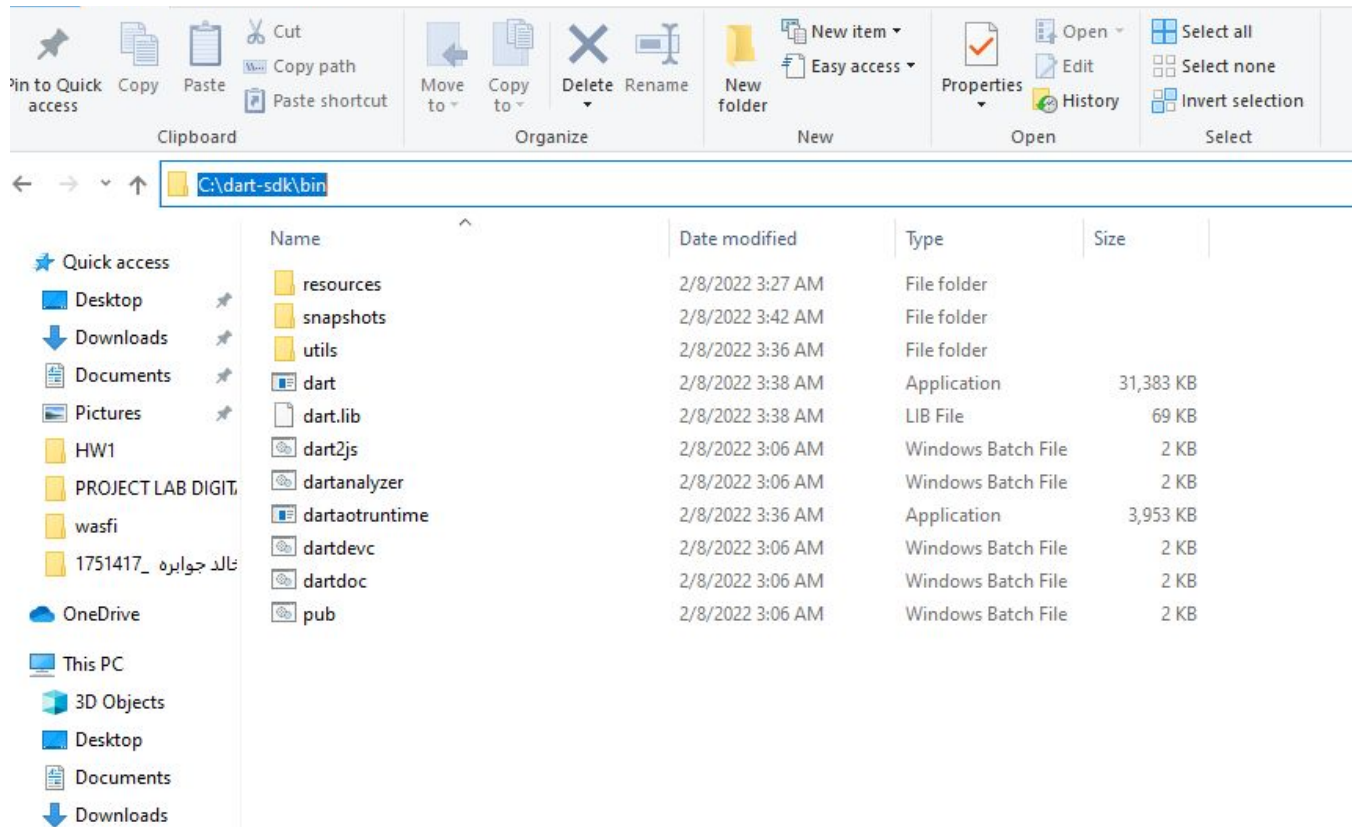 Pin to Quick access
Copy
Paste
Cut
Copy path
Paste shortcut
Clipboard
Move to
Copy to
Delete
Rename
Organize
New folder
New item
Easy access
New
Properties
Open
Edit
History
Open
Select all
Select none
Invert selection
Select
C:\dart-sdk\bin
Name Date modified Type Size
resources 2/8/2022 3:27 AM File folder
snapshots 2/8/2022 3:42 AM File folder
utils 2/8/2022 3:36 AM File folder
dart 2/8/2022 3:38 AM Application 31,383 KB
dart.lib 2/8/2022 3:38 AM LIB File 69 KB
dart2js 2/8/2022 3:06 AM Windows Batch File 2 KB
dartanalyzer 2/8/2022 3:06 AM Windows Batch File 2 KB
dartaotruntime 2/8/2022 3:36 AM Application 3,953 KB
dartdevc 2/8/2022 3:06 AM Windows Batch File 2 KB
dartdoc 2/8/2022 3:06 AM Windows Batch File 2 KB
pub 2/8/2022 3:06 AM Windows Batch File 2 KB
Quick access
Desktop
Downloads
Documents
Pictures
HW1
PROJECT LAB DIGITA
wasfi
خالد جوابره _1751417
OneDrive
This PC
3D Objects
Desktop
Documents
Downloads